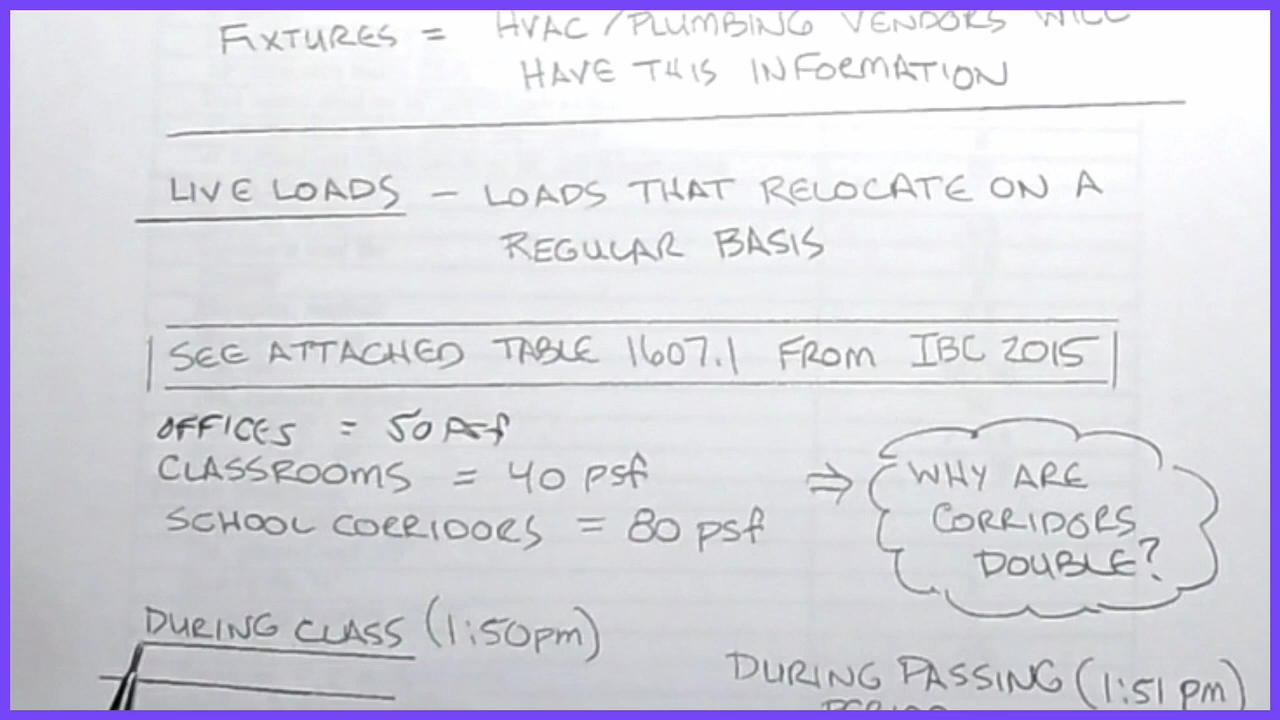 FIXTURES = HVAC / PLUMBING VENDORS WILL
HAVE THIS INFORMATION
LIVE LOADS - LOADS THAT RELOCATE ON A
REGULAR BASIS
SEE ATTACHED TABLE 1607.1 FROM IBC 2015
OFFICES = 50 psf
CLASSROOMS = 40 psf
SCHOOL CORRIDORS = 80 psf
⇒ WHY ARE
CORRIDORS
DOUBLE?
DURING CLASS (1:50pm)
DURING PASSING (1:51 pm)
PERIOD